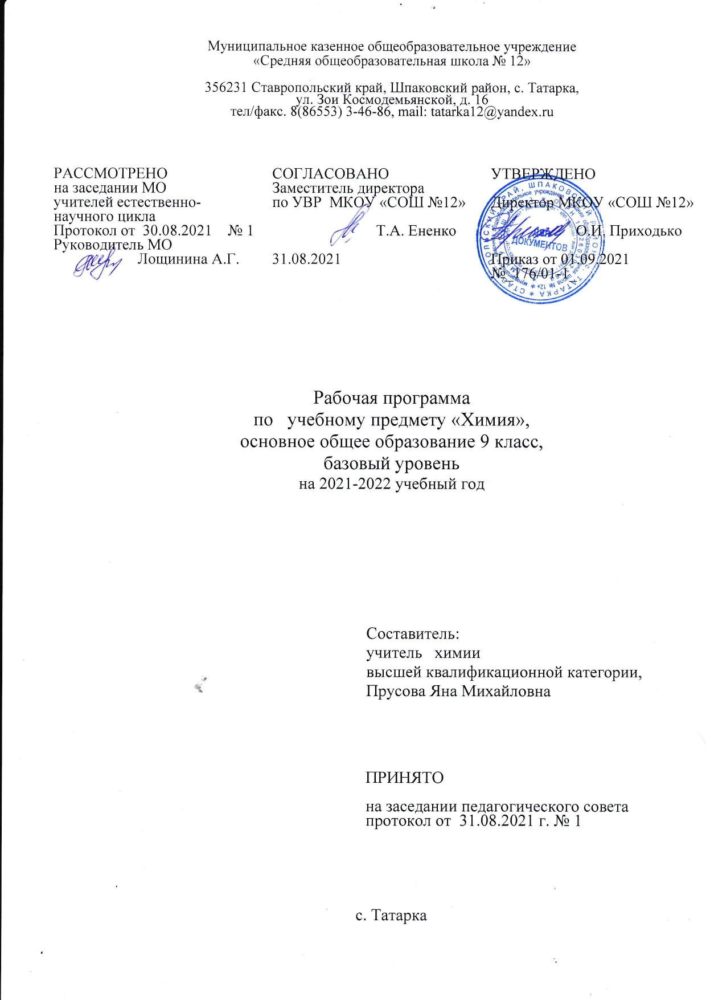 Муниципальное казенное общеобразовательное учреждение
«Средняя общеобразовательная школа № 12»
356231 Ставропольский край, Шпаковский район, с. Татарка,
ул. Зои Космодемьянской, д. 16
тел/факс. 8(86553) 3-46-86, mail: tatarka12@yandex.ru
РАССМОТРЕНО
на заседании МО
учителей естественно-
научного цикла
Протокол от 30.08.2021 № 1
Руководитель МО
Лощинина А.Г.
СОГЛАСОВАНО
Заместитель директора
по УВР МКОУ «СОШ №12»
Т.А. Ененко
31.08.2021
УТВЕРЖДЕНО
Директор МКОУ «СОШ №12»
О.И. Приходько
Приказ от 01.09.2021
№ 176/01-1
ДОКУМЕНТОВ
Рабочая программа
по учебному предмету «Химия»,
основное общее образование 9 класс,
базовый уровень
на 2021-2022 учебный год
Составитель:
учитель химии
высшей квалификационной категории,
Прусова Яна Михайловна
ПРИНЯТО
на заседании педагогического совета
протокол от 31.08.2021 г. № 1
с. Татарка